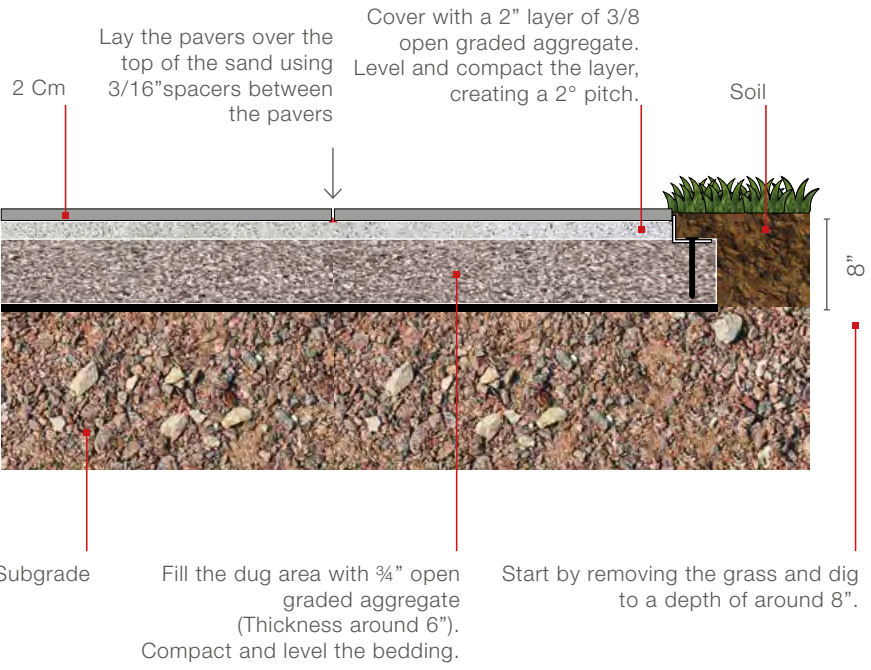 Cover with a 2” layer of 3/8
open graded aggregate.
Level and compact the layer,
creating a 2° pitch.
Lay the pavers over the
top of the sand using
3/16”spacers between
the pavers
2 Cm
Soil
8”
Subgrade
Fill the dug area with ¾” open
graded aggregate
(Thickness around 6”).
Compact and level the bedding.
Start by removing the grass and dig
to a depth of around 8”.